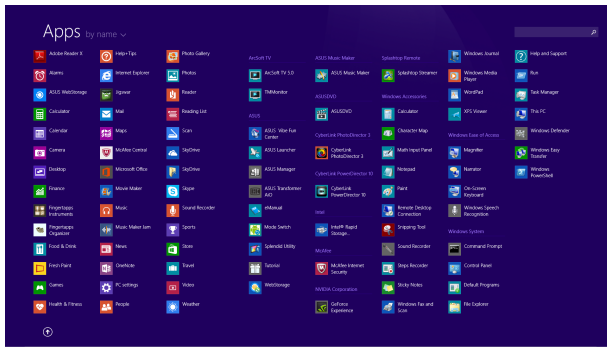 Apps by name
Adobe Reader X
Alarms
ASUS WebStorage
Calculator
Calendar
Camera
Desktop
Finance
Fingertapps
Instruments
Fingertapps
Organizer
Food & Drink
Fresh Paint
Games
Health & Fitness
Help+Tips
Internet Explorer
Jigswar
Mail
Maps
McAfee Central
Microsoft Office
Movie Maker
Music
Music Maker Jam
News
OneNote
PC settings
People
Photo Gallery
Photos
Reader
Reading List
Scan
SkyDrive
SkyDrive
Skype
Sound Recorder
Sports
Store
Travel
Video
Weather
ArcSoft TV
ArcSoft TV 5.0
TMMonitor
ASUS
ASUS Vibe Fun
Center
ASUS Launcher
ASUS Manager
ASUS Transformer
AiO
eManual
Mode Switch
Splendid Utility
Tutorial
WebStorage
ASUS Music Maker
ASUS Music Maker
ASUSDVD
ASUSDVD
CyberLink PhotoDirector 3
CyberLink
PhotoDirector 3
CyberLink PowerDirector 10
CyberLink
PowerDirector 10
Intel
Intel® Rapid
Storage...
McAfee
McAfee Internet
Security
NVIDIA Corporation
GeForce
Experience
Splashtop Remote
Splashtop Streamer
Windows Accessories
Calculator
Character Map
Math Input Panel
Notepad
Paint
Remote Desktop
Connection
Snipping Tool
Sound Recorder
Steps Recorder
Sticky Notes
Windows Fax and
Scan
Windows Journal
Windows Media
Player
WordPad
XPS Viewer
Windows Ease of Access
Magnifier
Narrator
On-Screen
Keyboard
Windows Speech
Recognition
Windows System
Command Prompt
Control Panel
Default Programs
File Explorer
Help and Support
Run
Task Manager
This PC
Windows Defender
Windows Easy
Transfer
Windows
PowerShell